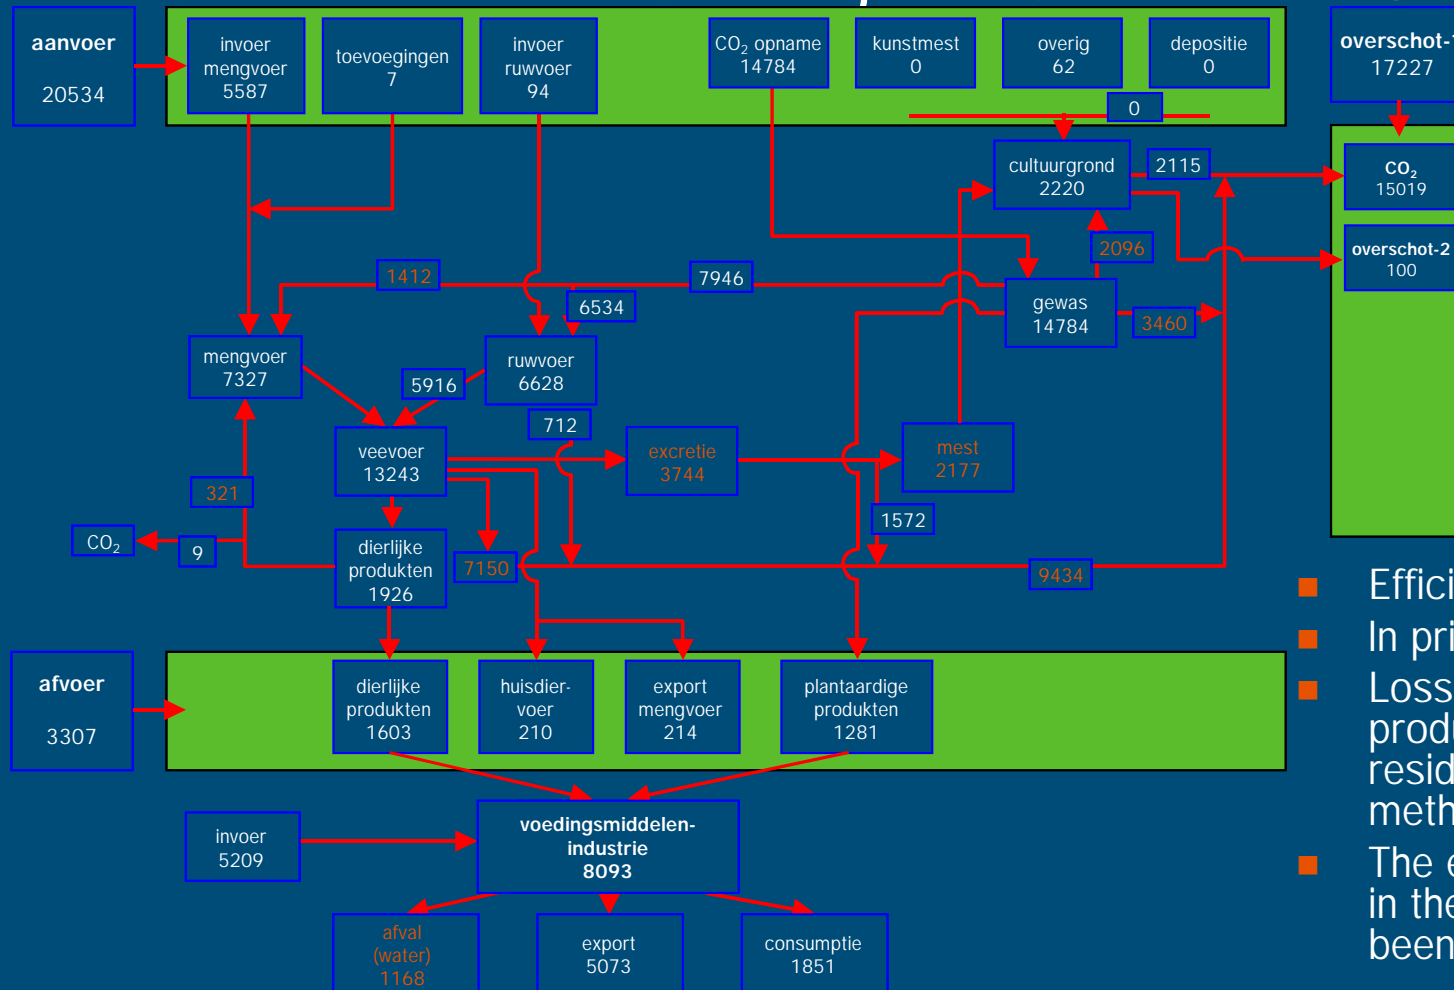 aanvoer
20534
invoer
mengvoer
5587
toevoegingen
7
invoer
ruwvoer
94
CO₂ opname
14784
kunstmest
0
overig
62
depositie
0
overschot-1
17227
0
cultuurgrond
2220
2115
CO₂
15019
2096
overschot-2
100
1412
7946
6534
gewas
14784
3460
mengvoer
7327
ruwvoer
6628
5916
712
veevoer
13243
excretie
3744
mest
2177
321
1572
CO₂
9
dierlijke
produkten
1926
7150
9434
afvoer
3307
dierlijke
produkten
1603
huisdier-
voer
210
export
mengvoer
214
plantaardige
produkten
1281
invoer
5209
voedingsmiddelen-
industrie
8093
afval
(water)
1168
export
5073
consumptie
1851
Effici
In pri
Loss
produ
resid
meth
The e
in the
been